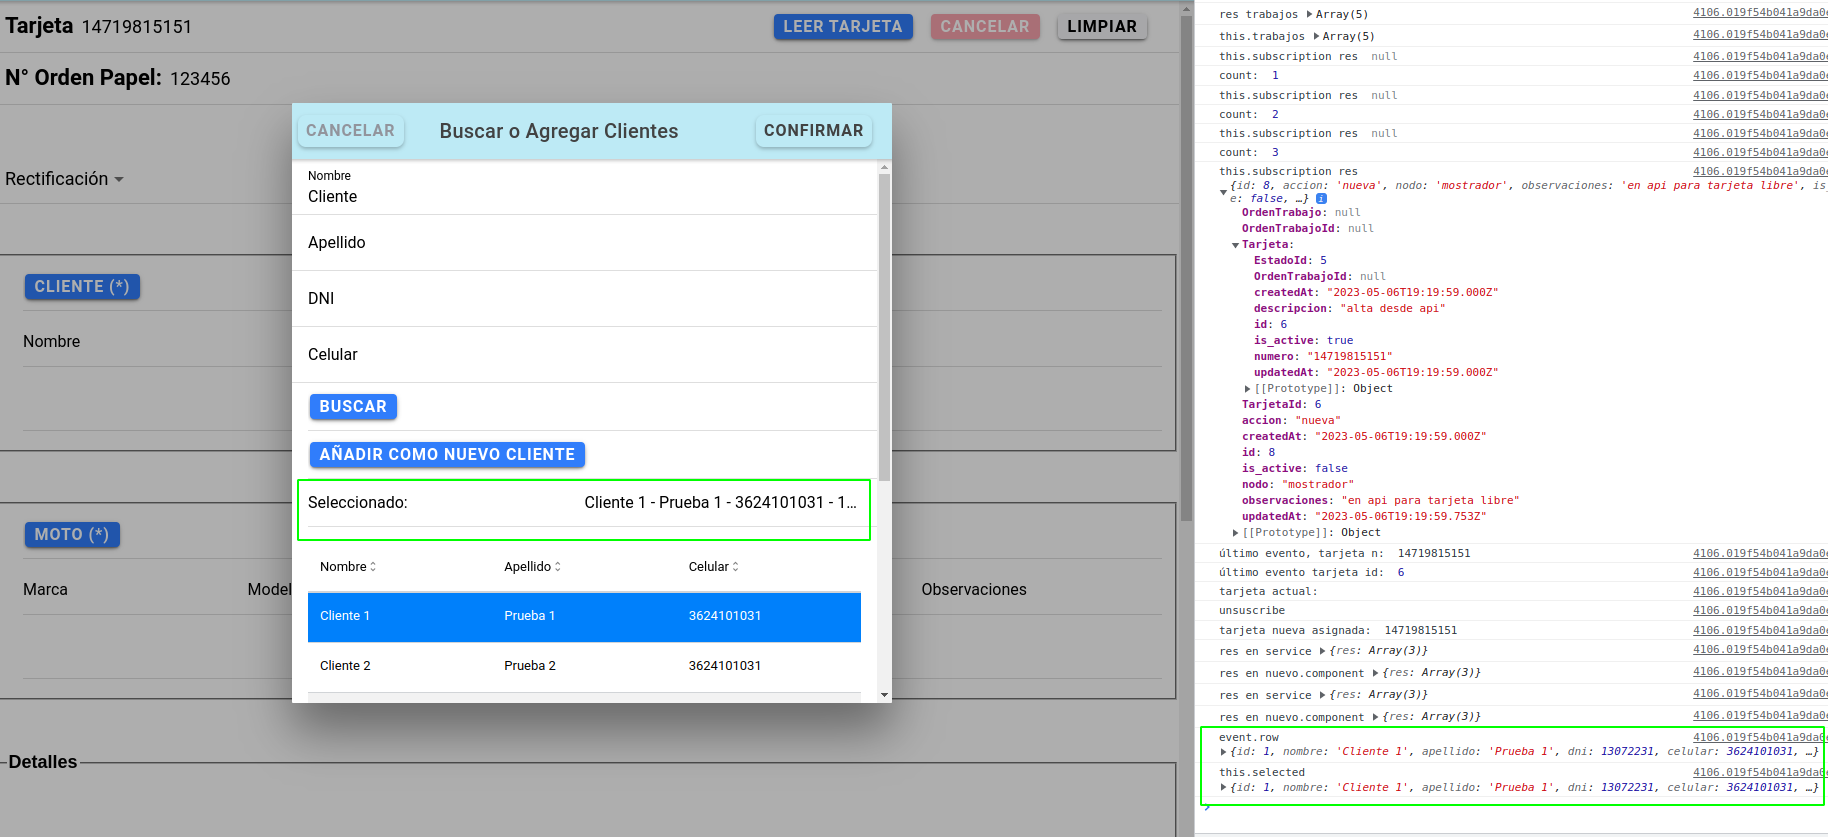 Tarjeta 14719815151 LEER TARJETA CANCELAR LIMPIAR
N° Orden Papel: 123456
Rectificación
CLIENTE (*)
Nombre
MOTO (*)
Marca Model Observaciones
Detalles
CANCELAR Buscar o Agregar Clientes CONFIRMAR
Nombre
Cliente
Apellido
DNI
Celular
BUSCAR
AÑADIR COMO NUEVO CLIENTE
Seleccionado: Cliente 1 - Prueba 1 - 3624101031 - 1...
Nombre Apellido Celular
Cliente 1 Prueba 1 3624101031
Cliente 2 Prueba 2 3624101031
res trabajos Array(5) 4106.019f54b041a9da0
this.trabajos Array(5) 4106.019f54b041a9da0
this.subscription res null 4106.019f54b041a9da0
count: 1 4106.019f54b041a9da0
this.subscription res null 4106.019f54b041a9da0
count: 2 4106.019f54b041a9da0
this.subscription res null 4106.019f54b041a9da0
count: 3 4106.019f54b041a9da0
this.subscription res 4106.019f54b041a9da0
{id: 8, accion: 'nueva', nodo: 'mostrador', observaciones: 'en api para tarjeta libre', is_
e: false, …} i
OrdenTrabajo: null
OrdenTrabajoId: null
Tarjeta:
EstadoId: 5
OrdenTrabajoId: null
createdAt: "2023-05-06T19:19:59.000Z"
descripcion: "alta desde api"
id: 6
is_active: true
numero: "14719815151"
updatedAt: "2023-05-06T19:19:59.000Z"
[[Prototype]]: Object
TarjetaId: 6
accion: "nueva"
createdAt: "2023-05-06T19:19:59.000Z"
id: 8
is_active: false
nodo: "mostrador"
observaciones: "en api para tarjeta libre"
updatedAt: "2023-05-06T19:19:59.753Z"
[[Prototype]]: Object
último evento, tarjeta n: 14719815151 4106.019f54b041a9da0
último evento tarjeta id: 6 4106.019f54b041a9da0
tarjeta actual: 4106.019f54b041a9da0
unsuscribe 4106.019f54b041a9da0
tarjeta nueva asignada: 14719815151 4106.019f54b041a9da0
res en service {res: Array(3)} 4106.019f54b041a9da0
res en nuevo.component {res: Array(3)} 4106.019f54b041a9da0
res en service {res: Array(3)} 4106.019f54b041a9da0
res en nuevo.component {res: Array(3)} 4106.019f54b041a9da0
event.row 4106.019f54b041a9da0
{id: 1, nombre: 'Cliente 1', apellido: 'Prueba 1', dni: 13072231, celular: 3624101031, …}
this.selected 4106.019f54b041a9da0
{id: 1, nombre: 'Cliente 1', apellido: 'Prueba 1', dni: 13072231, celular: 3624101031, …}